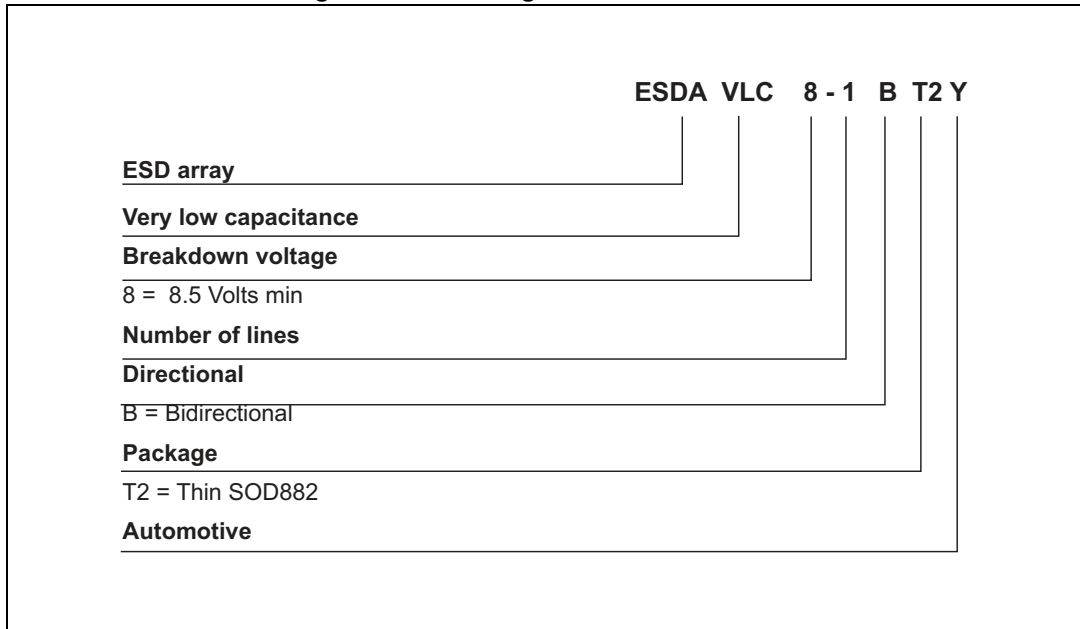 ESDA VLC 8 - 1 B T2 Y
ESD array
Very low capacitance
Breakdown voltage
8 = 8.5 Volts min
Number of lines
Directional
B = Bidirectional
Package
T2 = Thin SOD882
Automotive